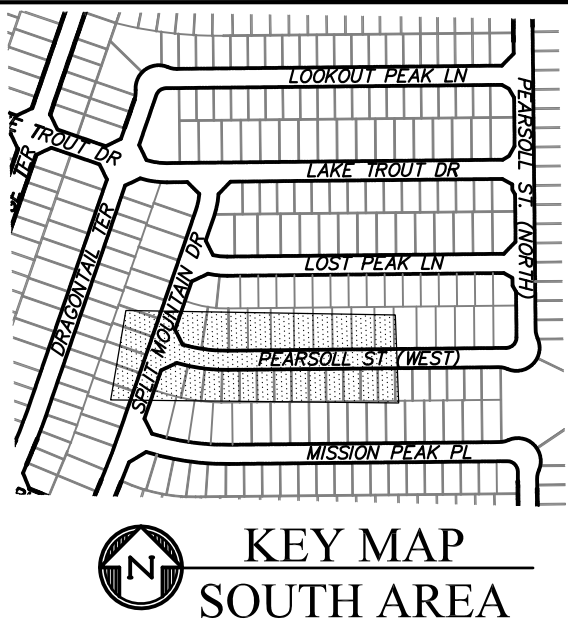 LOOKOUT PEAK LN
PEARSOLL ST. (NORTH)
TROUT DR
LAKE TROUT DR
TER
DRAGONTAIL TER
SPLIT MOUNTAIN DR
LOST PEAK LN
PEARSOLL ST (WEST)
MISSION PEAK PL
N
KEY MAP
SOUTH AREA